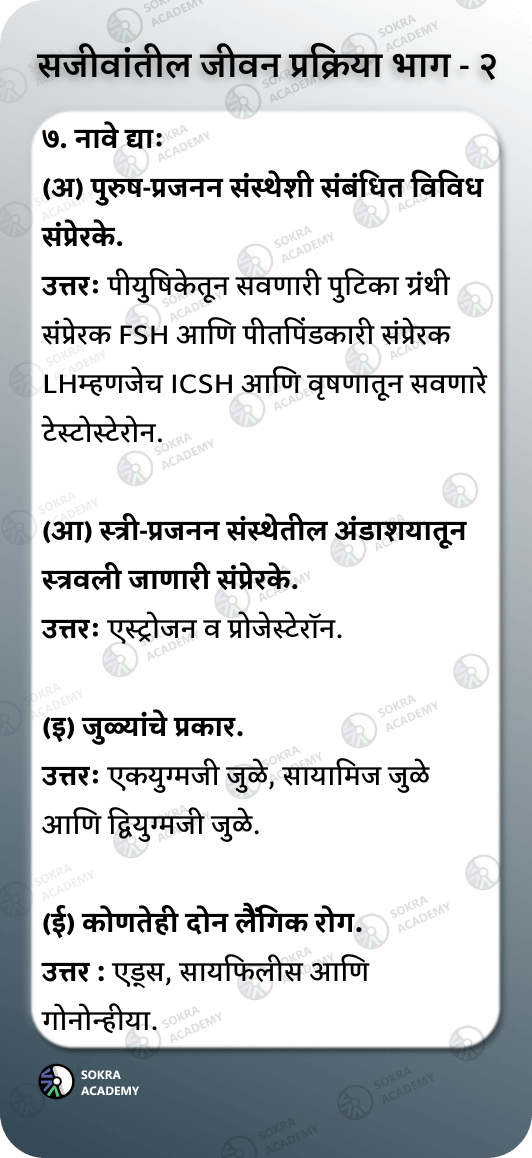 सजीवांतील जीवन प्रक्रिया भाग - २
७. नावे द्याः
(अ) पुरुष-प्रजनन संस्थेशी संबंधित विविध
संप्रेरके.
उत्तरः पीयुषिकेतून सवणारी पुटिका ग्रंथी
संप्रेरक FSH आणि पीतपिंडकारी संप्रेरक
LHम्हणजेच ICSH आणि वृषणातून सवणारे
टेस्टोस्टेरोन.
(आ) स्त्री-प्रजनन संस्थेतील अंडाशयातून
स्त्रवली जाणारी संप्रेरके.
उत्तरः एस्ट्रोजन व प्रोजेस्टेरॉन.
(इ) जुळ्यांचे प्रकार.
उत्तरः एकयुग्मजी जुळे, सायामिज जुळे
आणि द्वियुग्मजी जुळे.
(ई) कोणतेही दोन लैंगिक रोग.
उत्तर : एड्स, सायफिलीस आणि
गोनोन्हीया.
SOKRA
ACADEMY